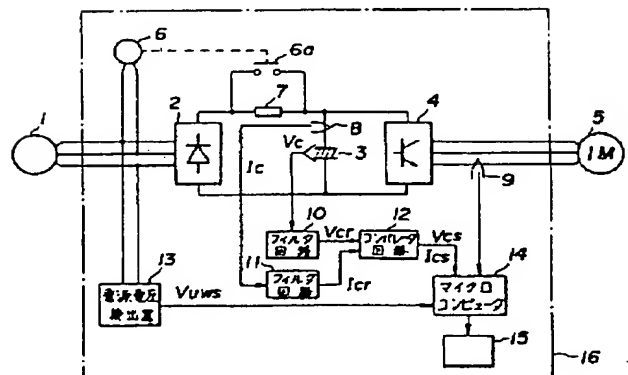 6
6a
2
7
4
1
8
5
Vc
3
IM
Ic
9
10
12
フィルタ回路
Vcr
コンパレータ回路
Vcs
Ics
14
13
11
フィルタ回路
Icr
電源電圧検出器
Vuws
マイクロコンピュータ
15
16